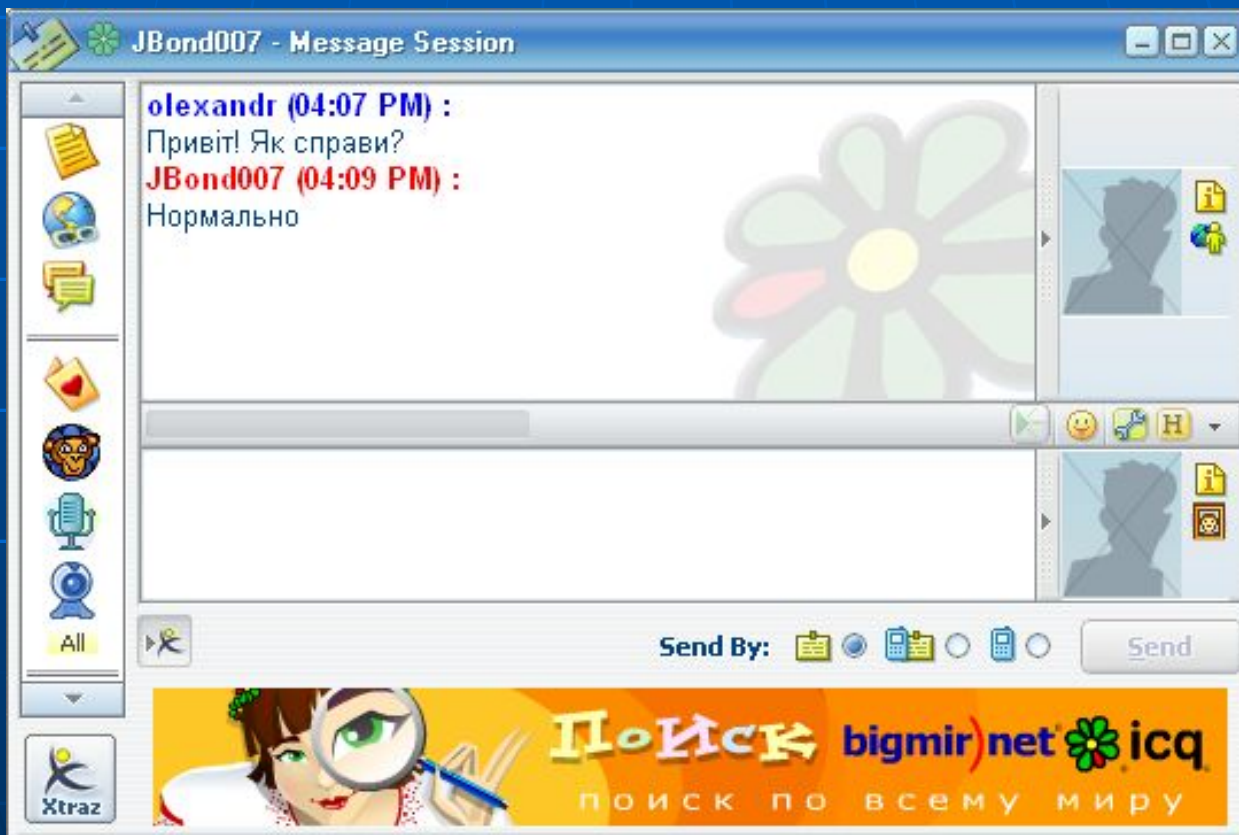 JBond007 - Message Session
olexandr (04:07 PM) :
Привіт! Як справи?
JBond007 (04:09 PM) :
Нормально
H
All
Send By:
Send
Xtraz
ПоИсК bigmir)net icq
поиск по всему миру